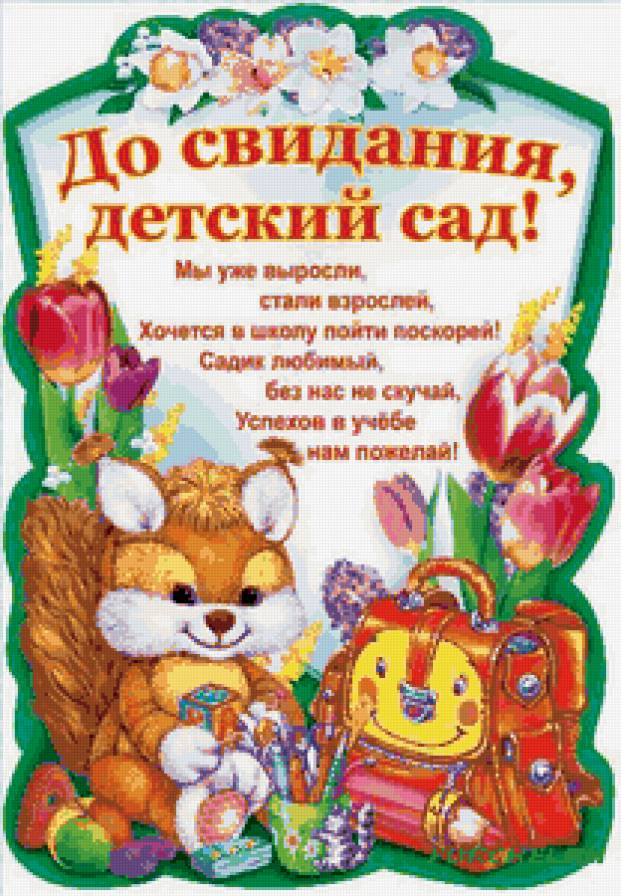 До свидания,
детский сад!
Мы уже выросли,
стали взрослей,
Хочется в школу пойти поскорей!
Садик любимый,
без нас не скучай,
Успехов в учёбе
нам пожелай!